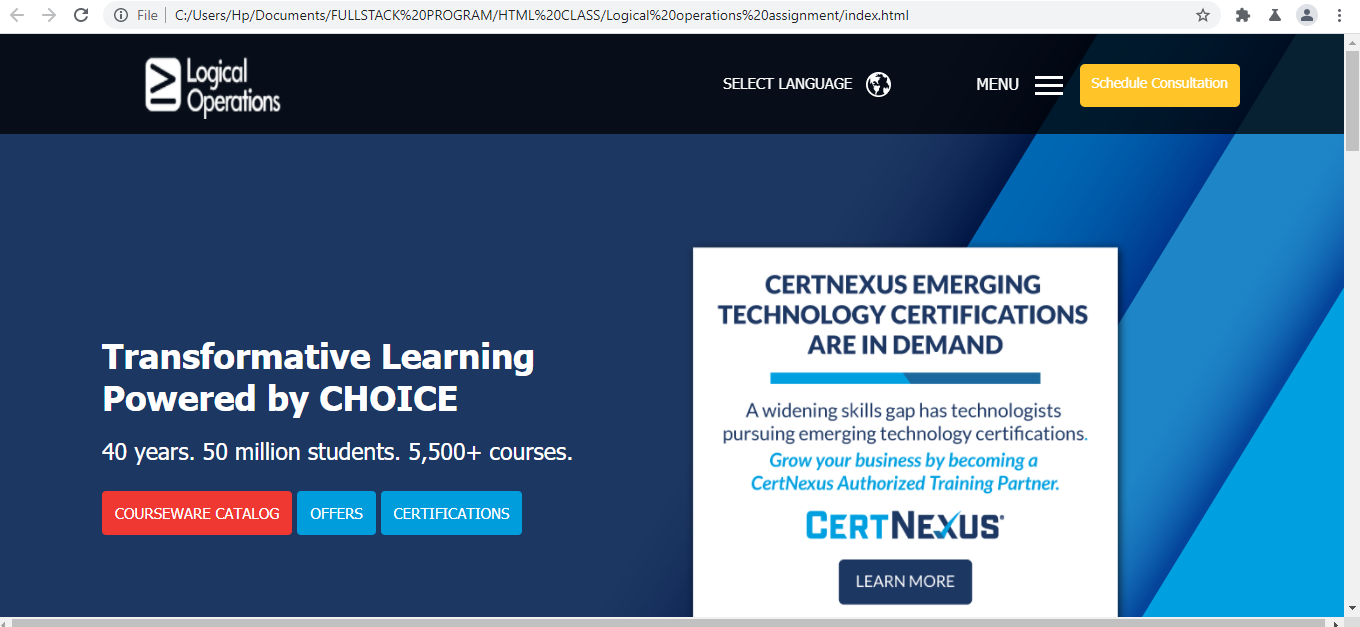 File
C:/Users/Hp/Documents/FULLSTACK%20PROGRAM/HTML%20CLASS/Logical%20operations%20assignment/index.html
Logical
Operations
SELECT LANGUAGE
MENU
Schedule Consultation
Transformative Learning
Powered by CHOICE
40 years. 50 million students. 5,500+ courses.
COURSEWARE CATALOG
OFFERS
CERTIFICATIONS
CERTNEXUS EMERGING
TECHNOLOGY CERTIFICATIONS
ARE IN DEMAND
A widening skills gap has technologists
pursuing emerging technology certifications.
Grow your business by becoming a
CertNexus Authorized Training Partner.
CERTNEXUS
LEARN MORE